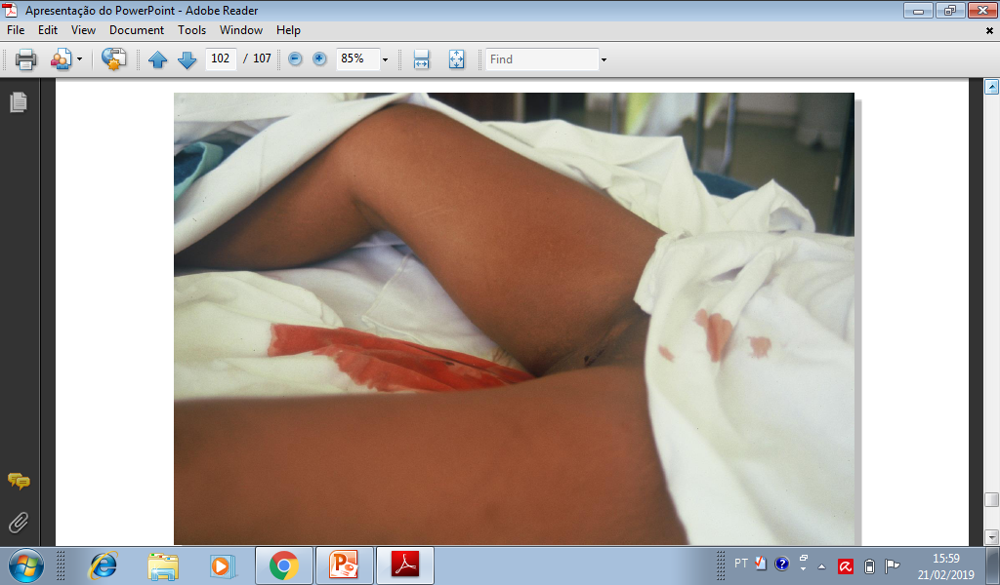 Apresentação do PowerPoint - Adobe Reader
File Edit View Document Tools Window Help
102 / 107 85% Find
PT 15:59
21/02/2019